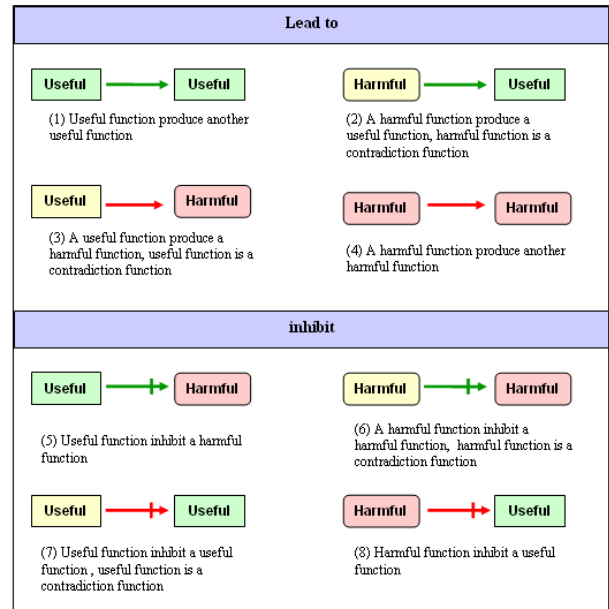 Lead to
Useful Useful
(1) Useful function produce another
useful function
Harmful Useful
(2) A harmful function produce a
useful function, harmful function is a
contradiction function
Useful Harmful
(3) A useful function produce a
harmful function, useful function is a
contradiction function
Harmful Harmful
(4) A harmful function produce another
harmful function
inhibit
Useful Harmful
(5) Useful function inhibit a harmful
function
Harmful Harmful
(6) A harmful function inhibit a
harmful function, harmful function is a
contradiction function
Useful Useful
(7) Useful function inhibit a useful
function , useful function is a
contradiction function
Harmful Useful
(8) Harmful function inhibit a useful
function